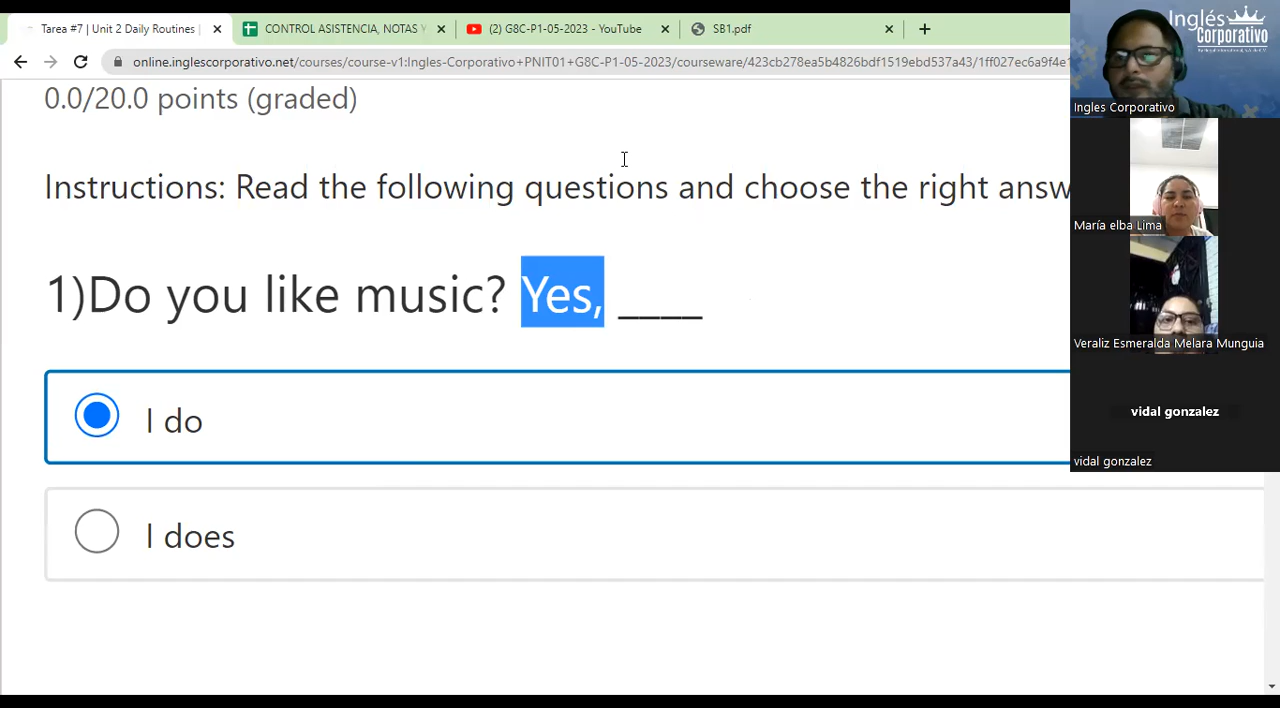 Tarea #7 | Unit 2 Daily Routines |
CONTROL ASISTENCIA, NOTAS Y
(2) G8C-P1-05-2023 - YouTube
SB1.pdf
online.inglescorporativo.net/courses/course-v1:Ingles-Corporativo+PNIT01+G8C-P1-05-2023/courseware/423cb278ea3b4826bdf1519ebd537a43/1ff027ec6a9f4e1
0.0/20.0 points (graded)
Instructions: Read the following questions and choose the right answ
1)Do you like music? Yes, ____
I do
I does
Inglés
Corporativo
Ingles Corporativo
María elba Lima
Veraliz Esmeralda Melara Munguia
vidal gonzalez
vidal gonzalez